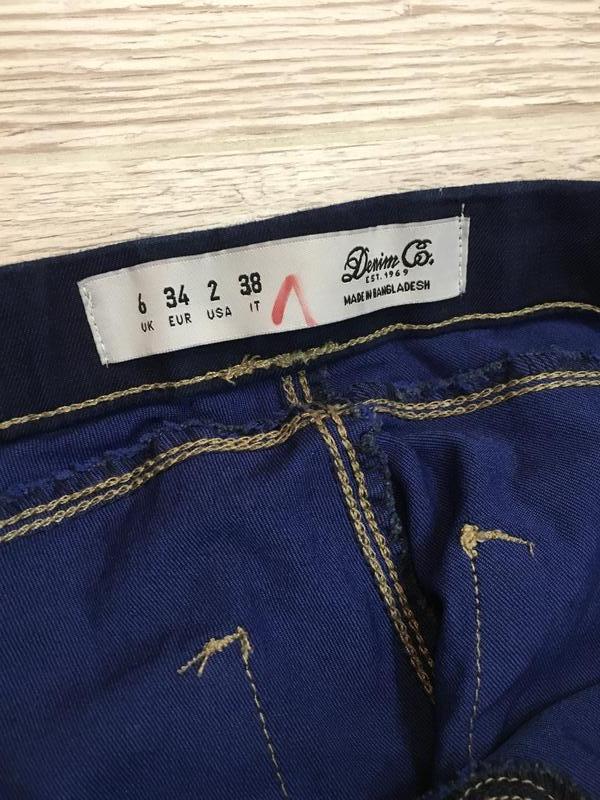 6 34 2 38
UK EUR USA IT
Denim Co.
EST. 1969
MADE IN BANGLADESH